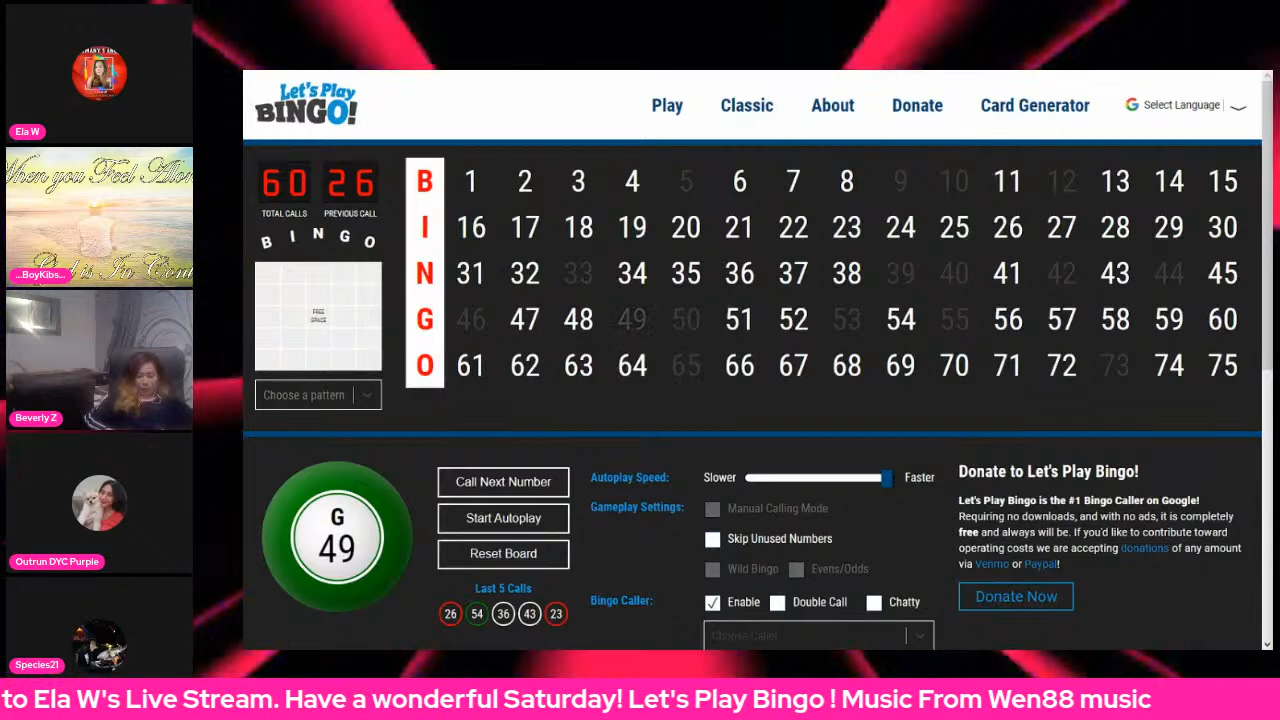 Ela W
When you Feel Alon
is In Cont
...BoyKibs...
Beverly Z
Outrun DYC Purple
Species21
Let's Play
BINGO!
Play Classic About Donate Card Generator Select Language
60 26
TOTAL CALLS PREVIOUS CALL
B I N G O
FREE
SPACE
Choose a pattern
B 1 2 3 4 5 6 7 8 9 10 11 12 13 14 15
I 16 17 18 19 20 21 22 23 24 25 26 27 28 29 30
N 31 32 33 34 35 36 37 38 39 40 41 42 43 44 45
G 46 47 48 49 50 51 52 53 54 55 56 57 58 59 60
O 61 62 63 64 65 66 67 68 69 70 71 72 73 74 75
G
49
Call Next Number
Start Autoplay
Reset Board
Last 5 Calls
26 54 36 43 23
Autoplay Speed: Slower Faster
Gameplay Settings: Manual Calling Mode
Skip Unused Numbers
Wild Bingo Evens/Odds
Bingo Caller: Enable Double Call Chatty
Choose Caller
Donate to Let's Play Bingo!
Let's Play Bingo is the #1 Bingo Caller on Google!
Requiring no downloads, and with no ads, it is completely
free and always will be. If you'd like to contribute toward
operating costs we are accepting donations of any amount
via Venmo or Paypal!
Donate Now
to Ela W's Live Stream. Have a wonderful Saturday! Let's Play Bingo ! Music From Wen88 music